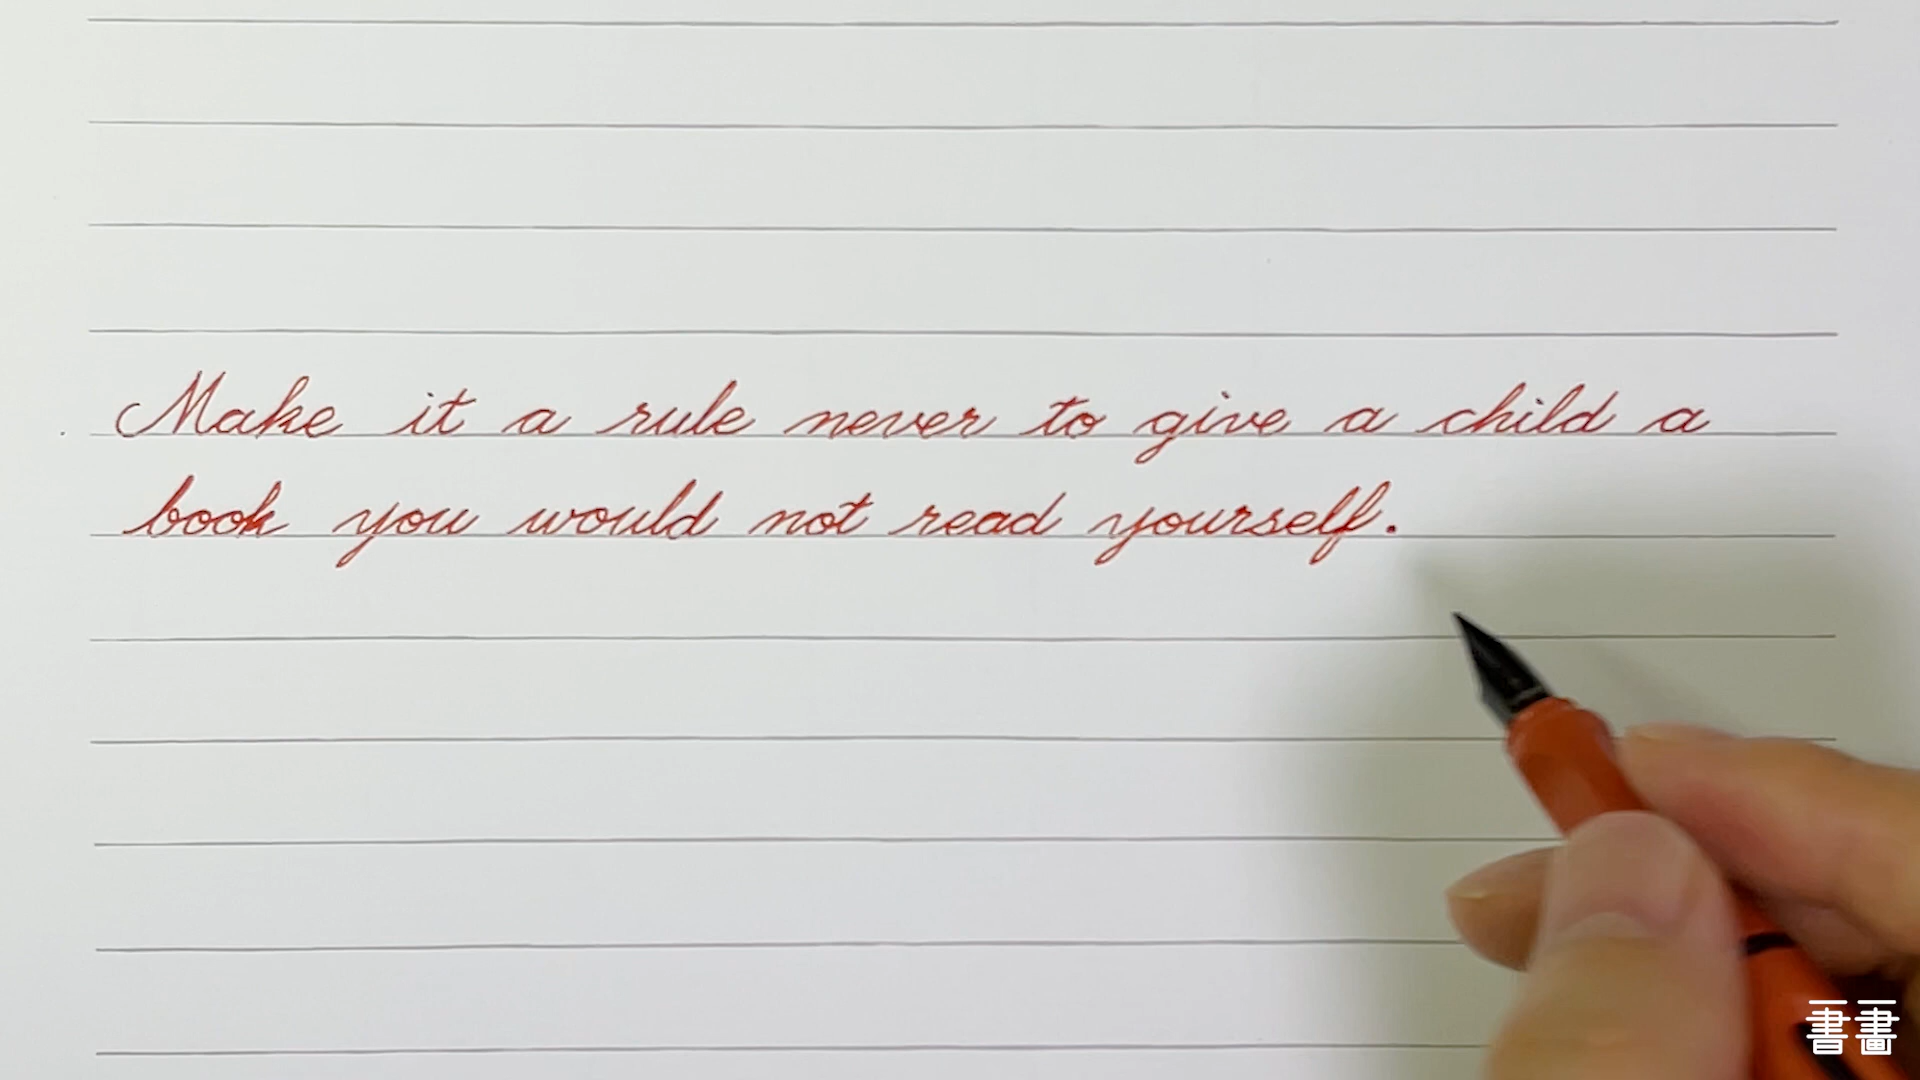 Make it a rule never to give a child a
book you would not read yourself.
書畫